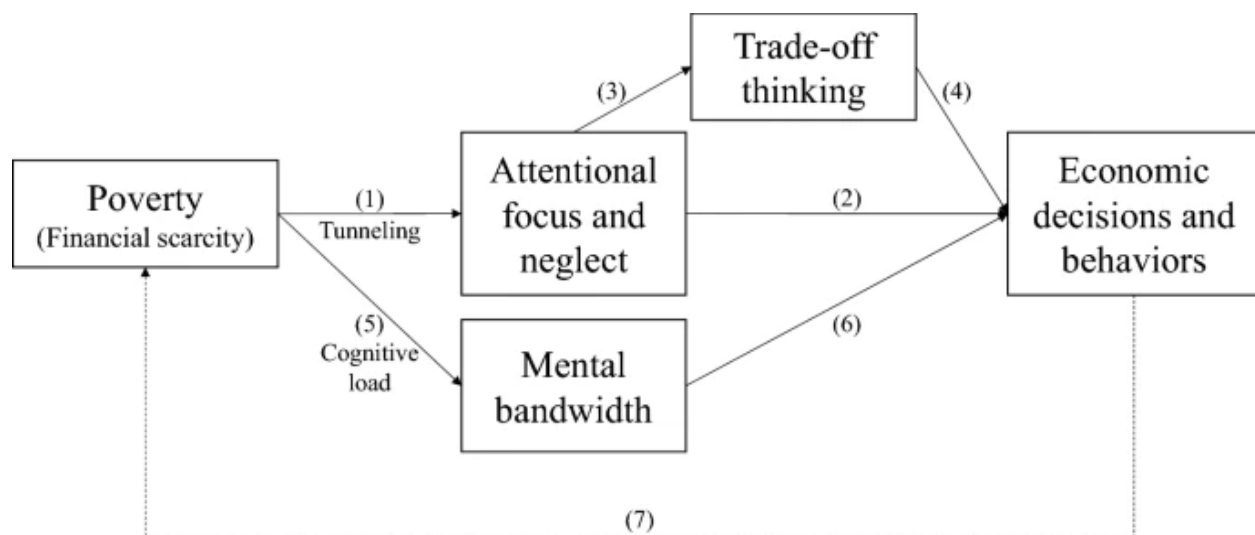 Trade-off
thinking
(3)
(4)
Poverty
(Financial scarcity)
(1)
Tunneling
Attentional
focus and
neglect
(2)
Economic
decisions and
behaviors
(5)
Cognitive
load
Mental
bandwidth
(6)
(7)